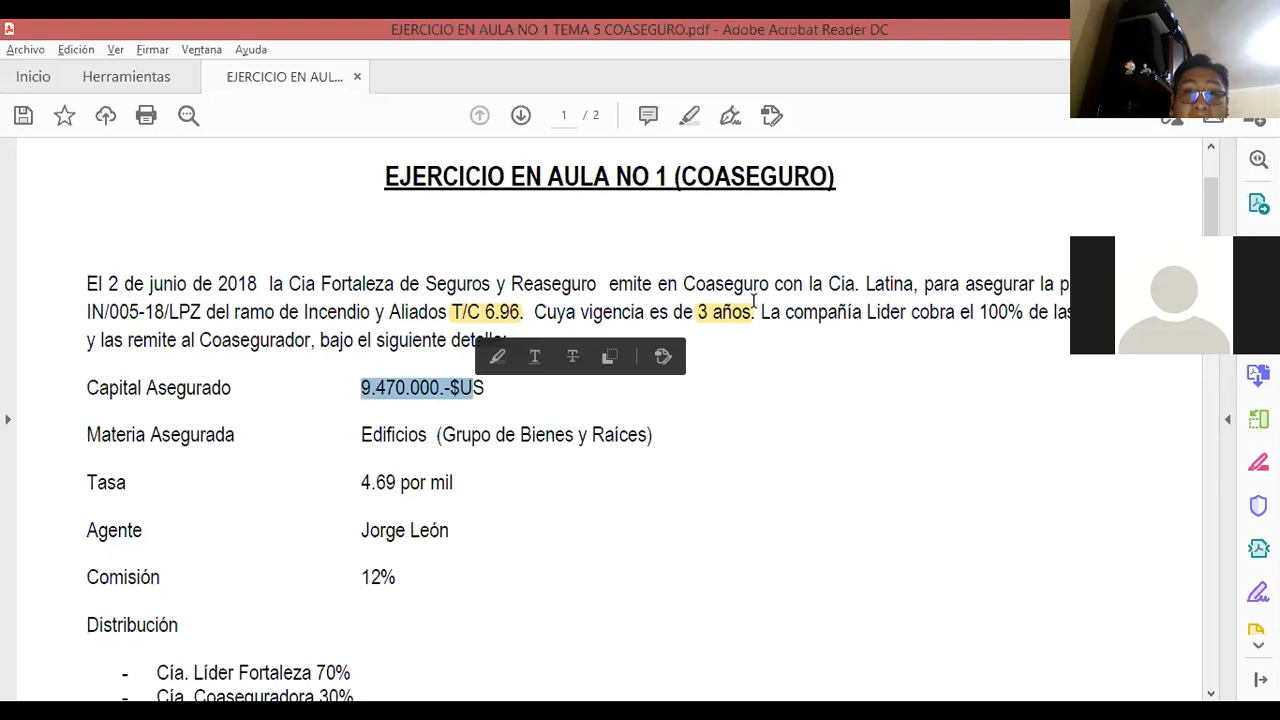 EJERCICIO EN AULA NO 1 TEMA 5 COASEGURO.pdf - Adobe Acrobat Reader DC
Archivo Edición Ver Firmar Ventana Ayuda
Inicio Herramientas EJERCICIO EN AUL... ×
1 / 2
EJERCICIO EN AULA NO 1 (COASEGURO)
El 2 de junio de 2018 la Cia Fortaleza de Seguros y Reaseguro emite en Coaseguro con la Cia. Latina, para asegurar la
IN/005-18/LPZ del ramo de Incendio y Aliados T/C 6.96. Cuya vigencia es de 3 años. La compañía Lider cobra el 100% de
y las remite al Coasegurador, bajo el siguiente
Capital Asegurado 9.470.000.-$US
Materia Asegurada Edificios (Grupo de Bienes y Raíces)
Tasa 4.69 por mil
Agente Jorge León
Comisión 12%
Distribución
- Cía. Líder Fortaleza 70%
- Cía. Coaseguradora 30%